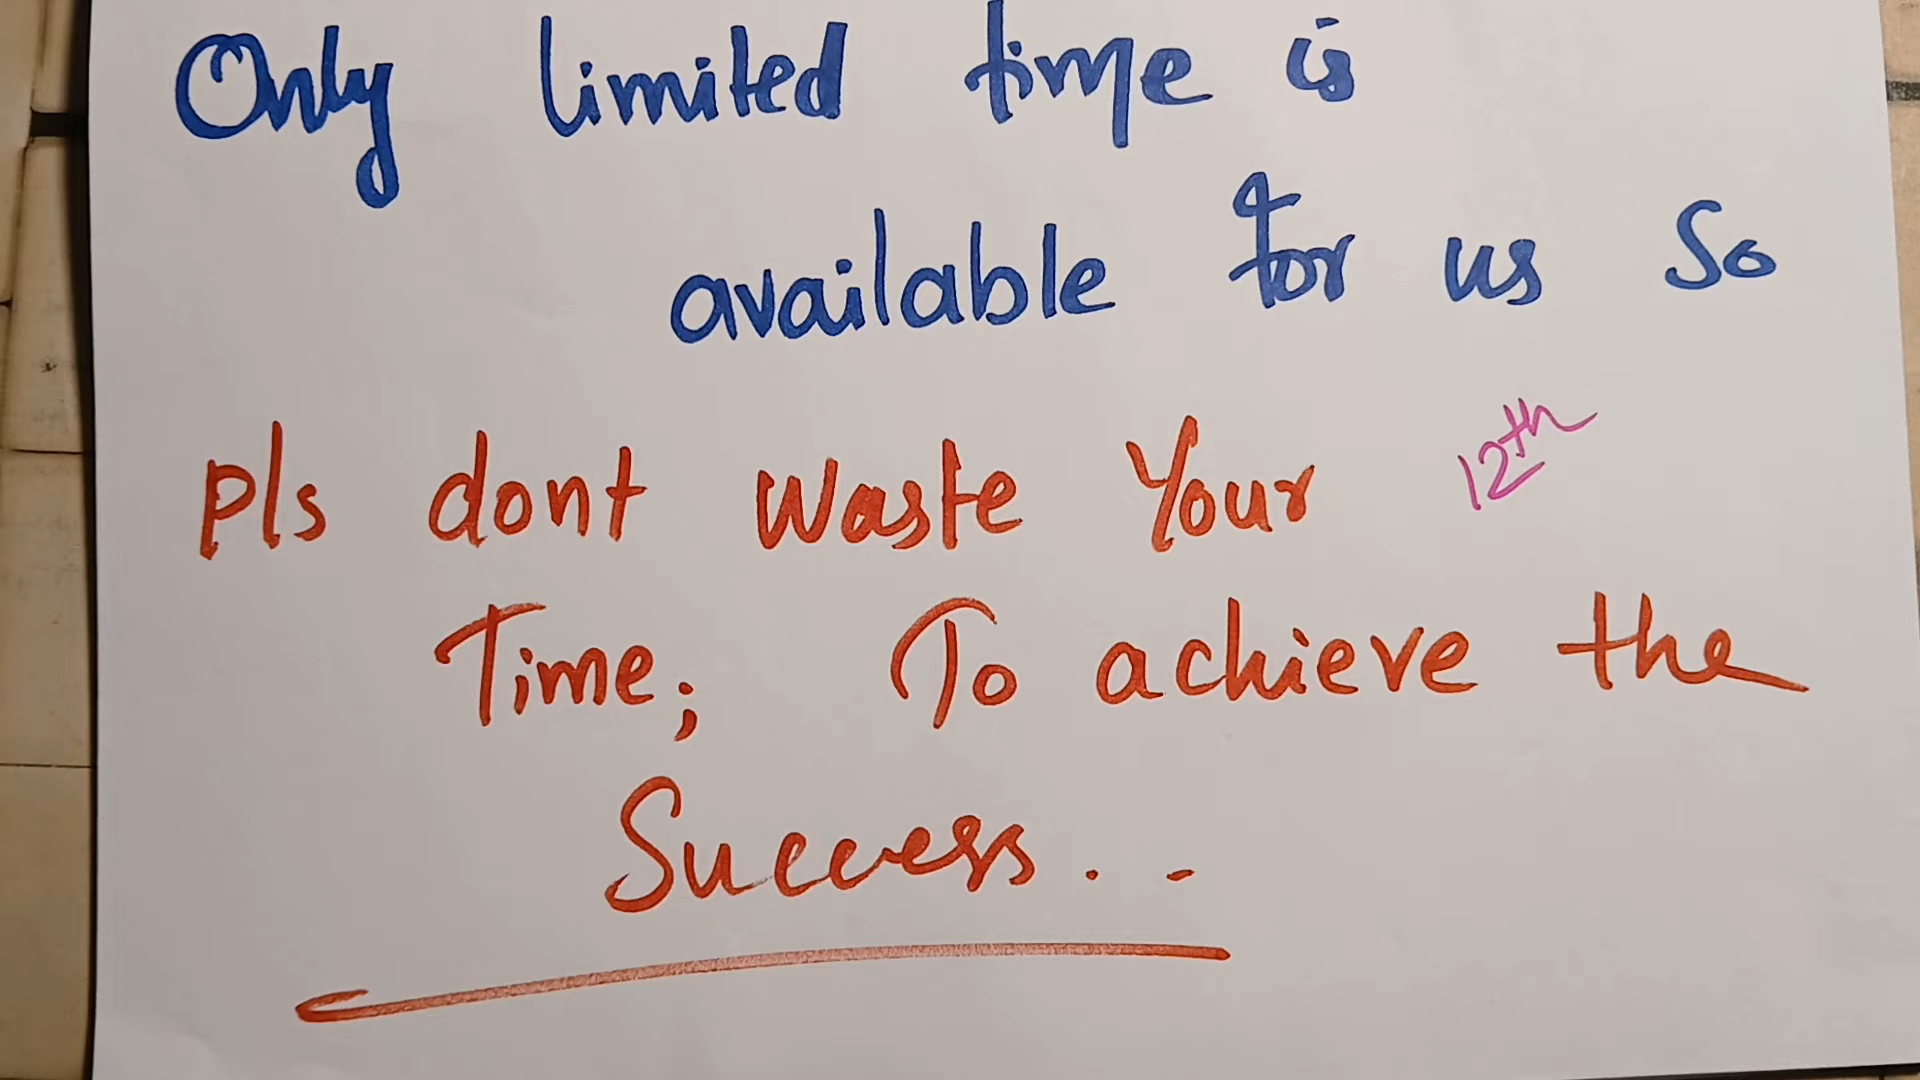 Only limited time is
available for us So
Pls dont waste Your 12th
Time; To achieve the
Success. .